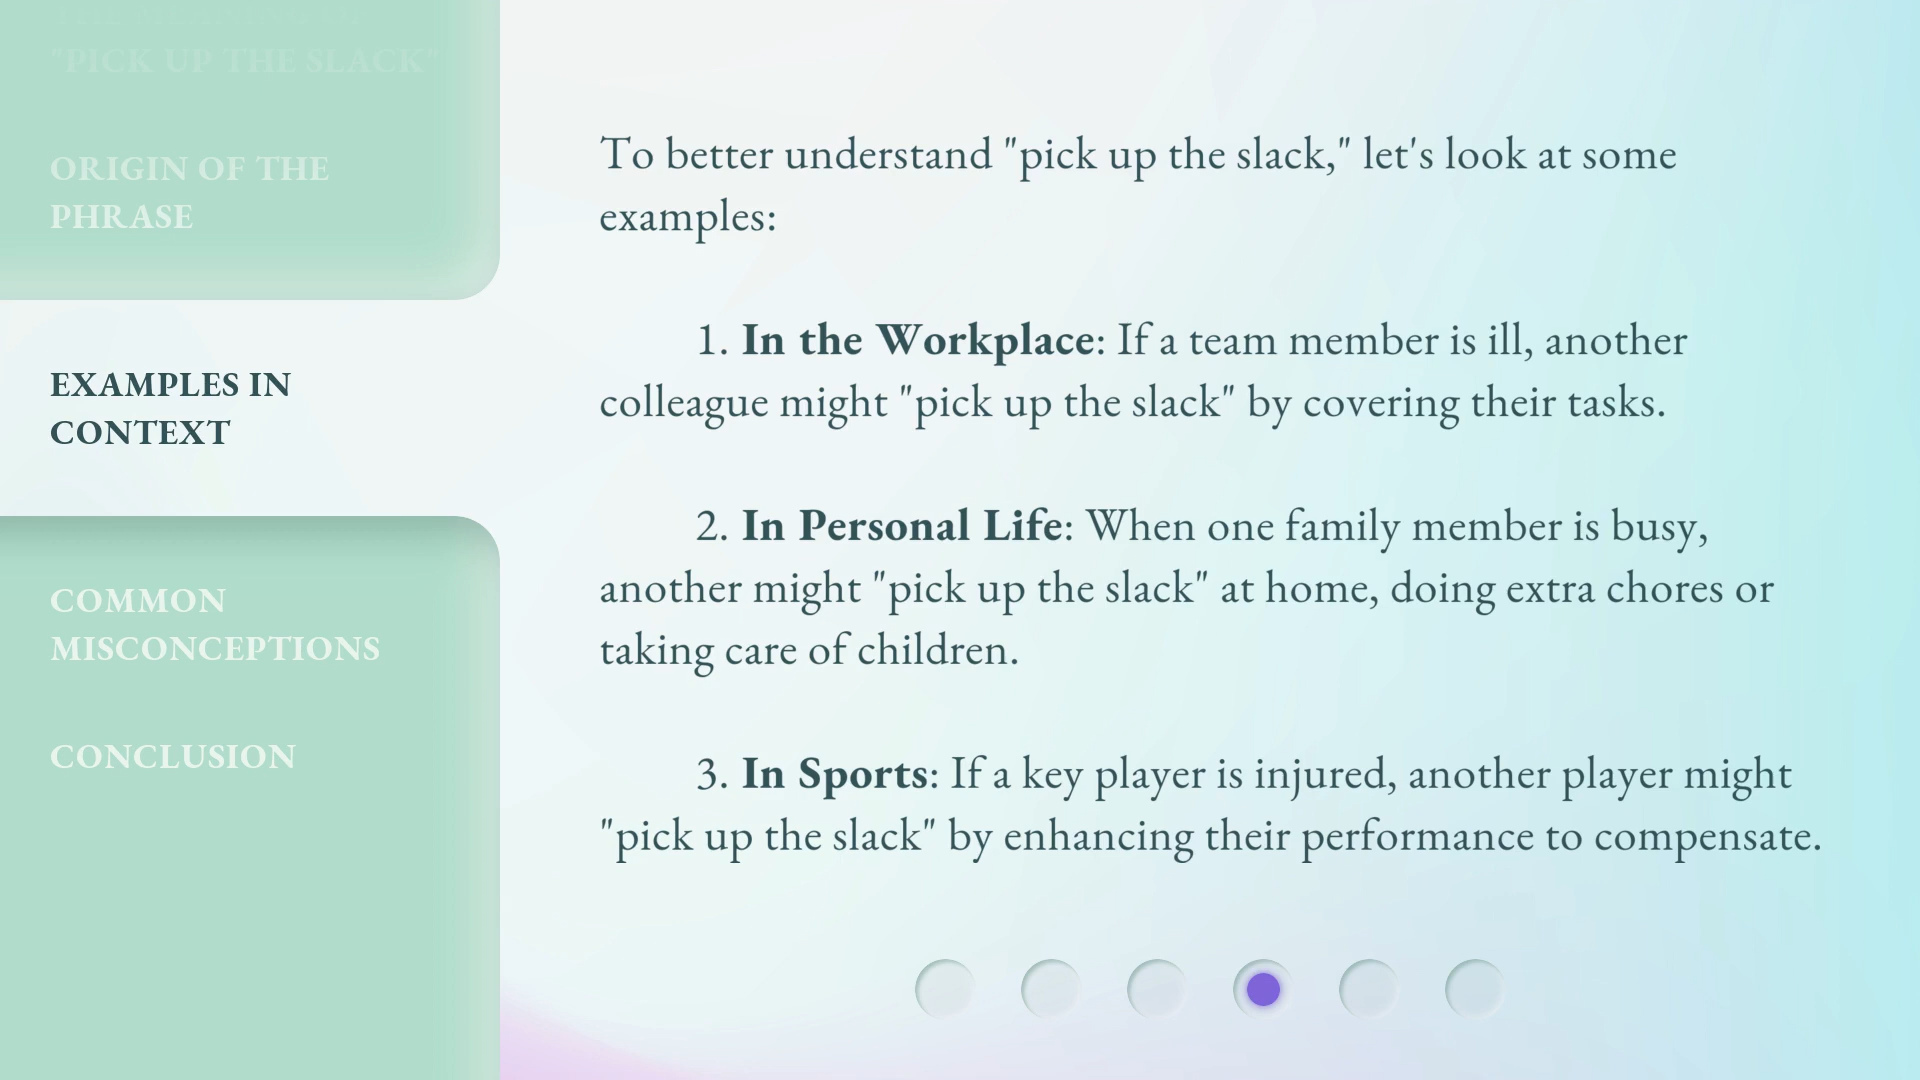 "PICK UP THE SLACK"
ORIGIN OF THE
PHRASE
EXAMPLES IN
CONTEXT
COMMON
MISCONCEPTIONS
CONCLUSION
To better understand "pick up the slack," let's look at some
examples:
1. In the Workplace: If a team member is ill, another
colleague might "pick up the slack" by covering their tasks.
2. In Personal Life: When one family member is busy,
another might "pick up the slack" at home, doing extra chores or
taking care of children.
3. In Sports: If a key player is injured, another player might
"pick up the slack" by enhancing their performance to compensate.